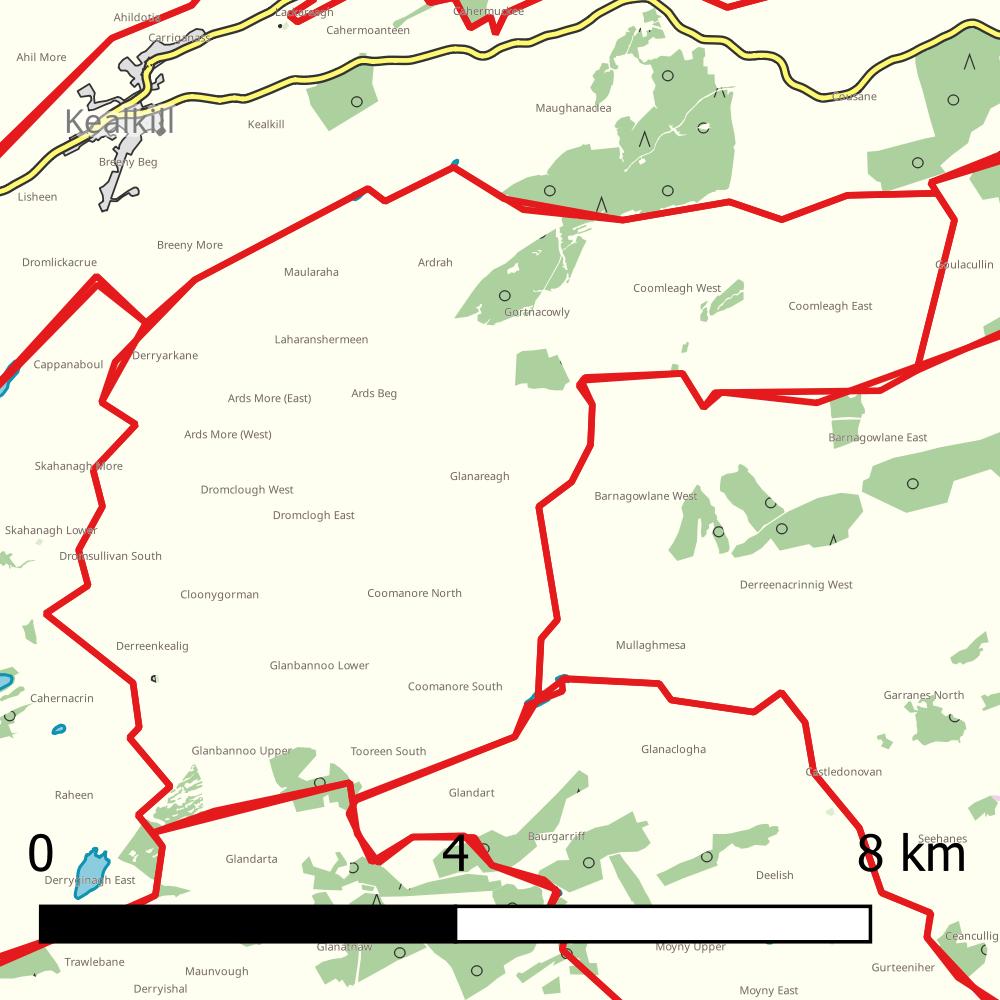 Ahildotia
Lackareagh
Cahermuckee
Carriganass
Cahermoanteen
Ahil More
Cousane
Maughanaclea
Kealkill
Kealkill
Breeny Beg
Lisheen
Breeny More
Dromlickacrue
Maularaha
Ardrah
Goulacullin
Coomleagh West
Coomleagh East
Gortnacowly
Laharanshermeen
Derryarkane
Cappanaboul
Ards More (East)
Ards Beg
Ards More (West)
Barnagowlane East
Skahanagh More
Glanareagh
Dromclough West
Barnagowlane West
Dromclogh East
Skahanagh Lower
Dromsullivan South
Derreenacrinnig West
Cloonygorman
Coomanore North
Derreenkealig
Mullaghmesa
Glanbannoo Lower
Coomanore South
Cahernacrin
Garranes North
Glanbannoo Upper
Tooreen South
Glanaclogha
Castledonovan
Raheen
Glandart
Baurgarriff
Seehanes
0 4 8 km
Glandarta
Derryginagh East
Deelish
Ceancullig
Glanatnaw
Moyny Upper
Trawlebane
Maunvough
Gurteeniher
Derryishal
Moyny East